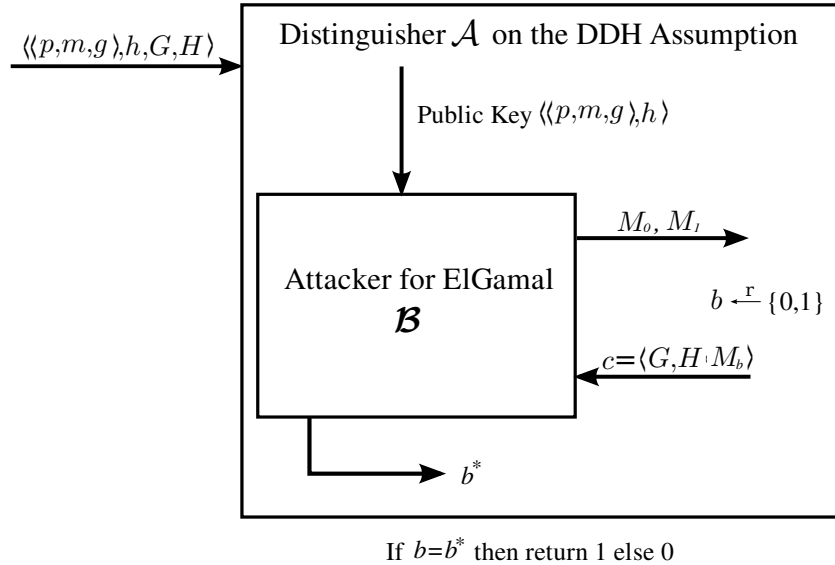 ⟨⟨p,m,g⟩,h,G,H⟩
Distinguisher 𝒜 on the DDH Assumption
Public Key ⟨⟨p,m,g⟩,h⟩
M₀, M₁
Attacker for ElGamal
ℬ
b ←r {0,1}
c=⟨G,H·M_b⟩
b*
If b=b* then return 1 else 0